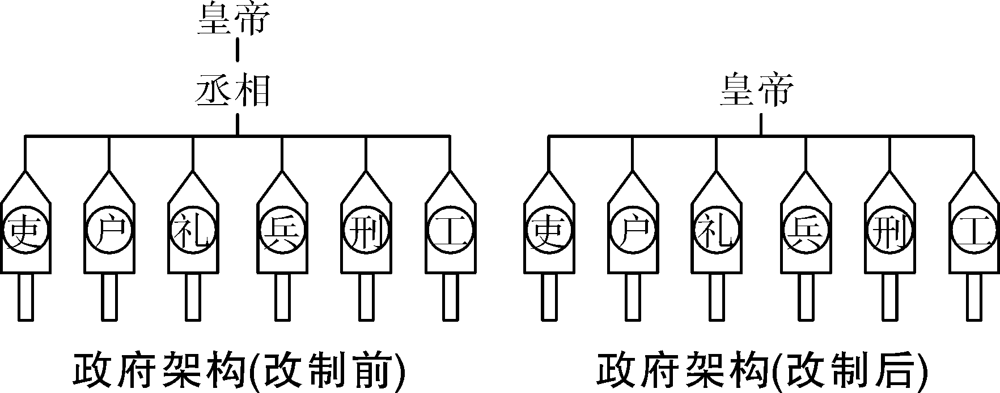 皇帝
丞相
吏 户 礼 兵 刑 工
政府架构(改制前)
皇帝
吏 户 礼 兵 刑 工
政府架构(改制后)